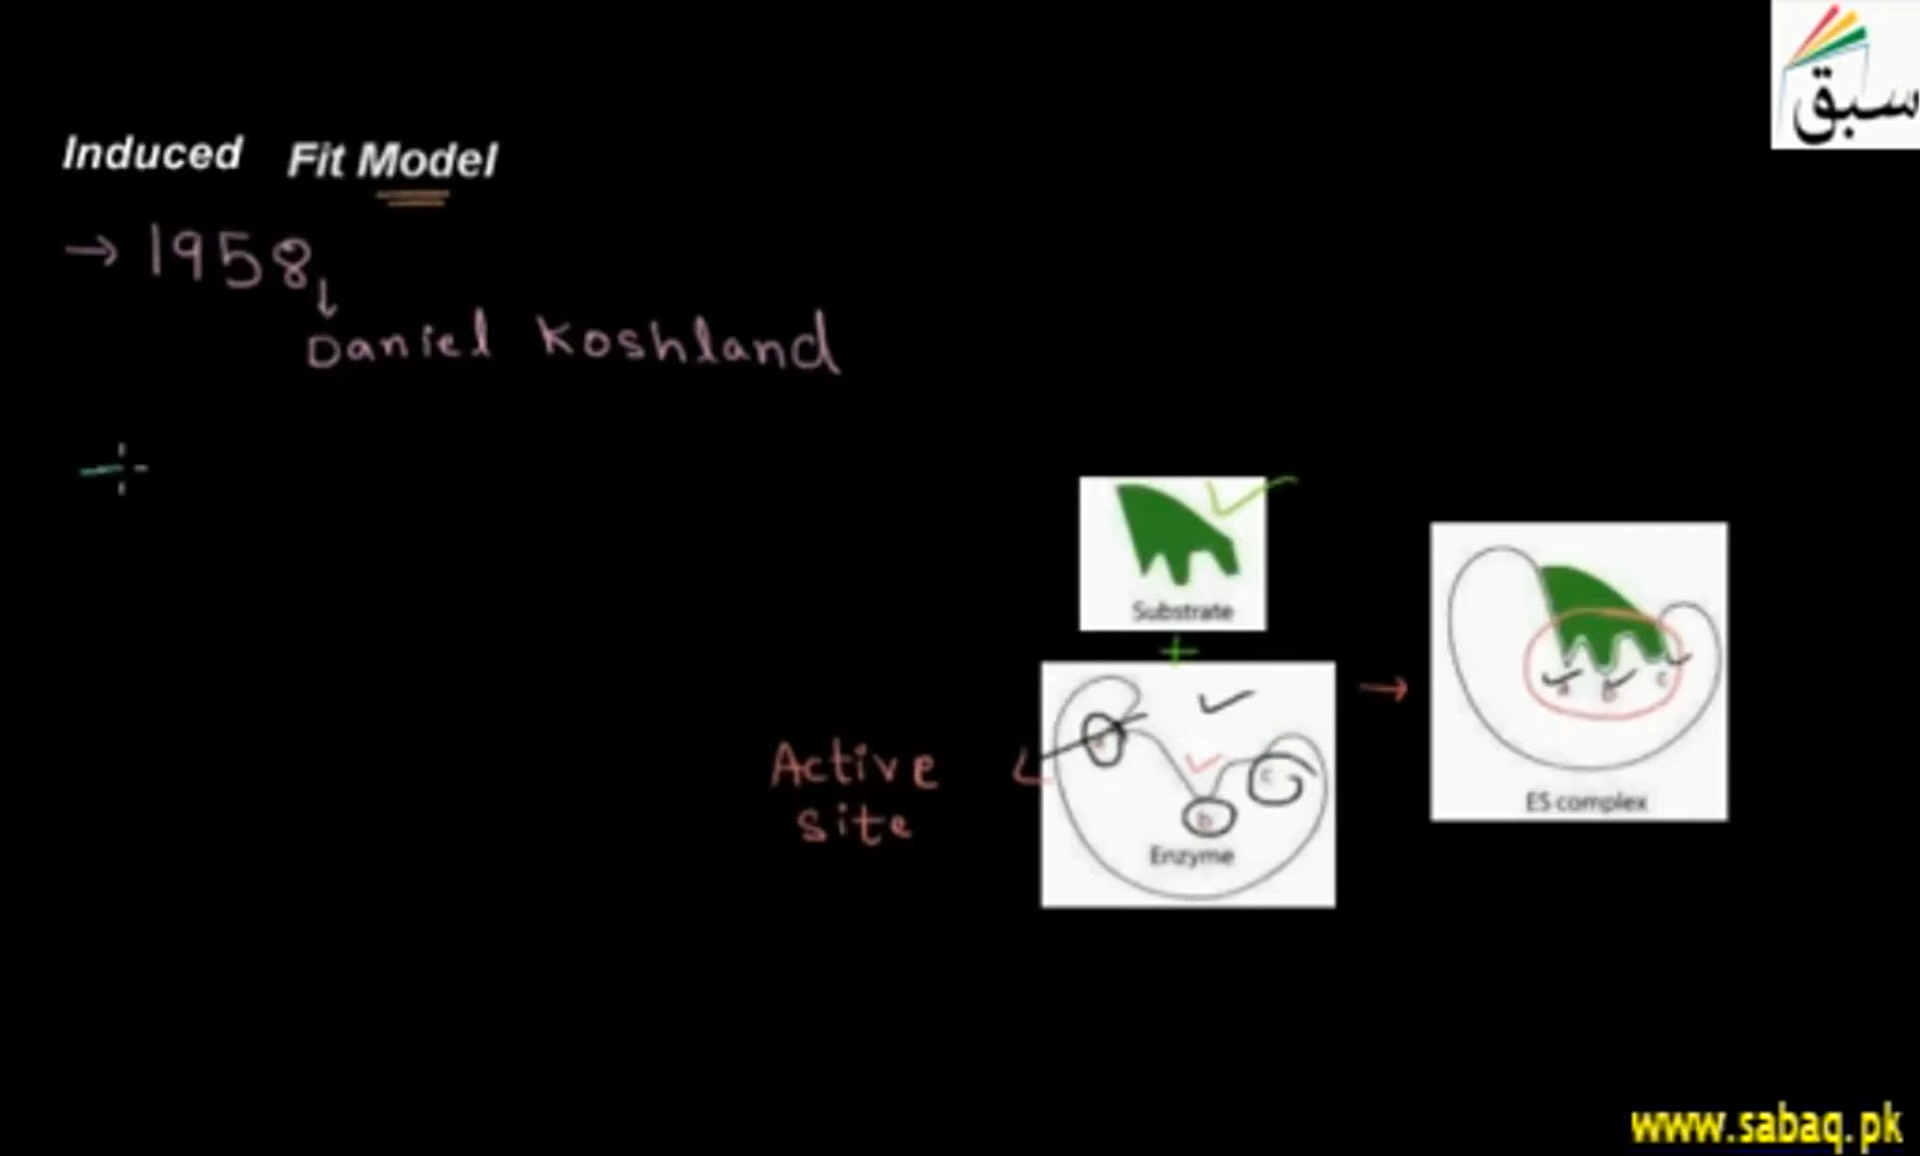 سبق
Induced Fit Model
→ 1958
↓
Daniel Koshland
Substrate
+
→
a b c
ES complex
Active
site
b
c
Enzyme
www.sabaq.pk